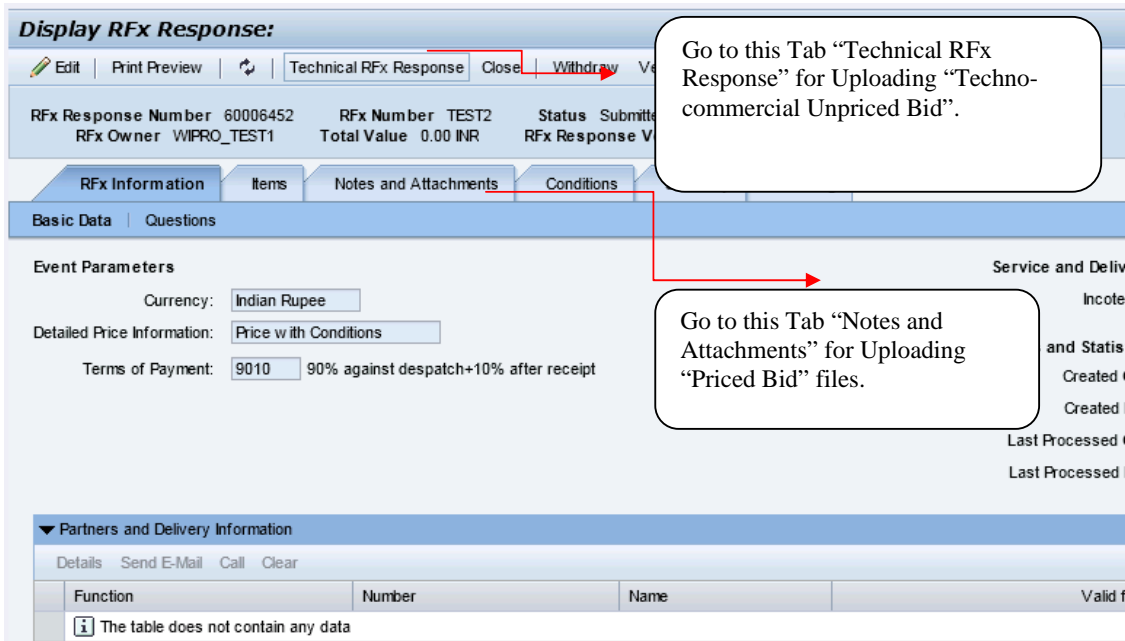 Display RFx Response:
Edit Print Preview Technical RFx Response Close Withdraw
RFx Response Number 60006452 RFx Number TEST2 Status
RFx Owner WIPRO_TEST1 Total Value 0.00 INR RFx Response
Go to this Tab “Technical RFx
Response” for Uploading “Techno-
commercial Unpriced Bid”.
RFx Information Items Notes and Attachments Conditions
Basic Data Questions
Event Parameters
Service and
Currency: Indian Rupee
Detailed Price Information: Price with Conditions
Terms of Payment: 9010 90% against despatch+10% after receipt
Go to this Tab “Notes and
Attachments” for Uploading
“Priced Bid” files.
and
Created
Created
Last Processed
Last Processed
Partners and Delivery Information
Details Send E-Mail Call Clear
Function Number Name Valid
i The table does not contain any data